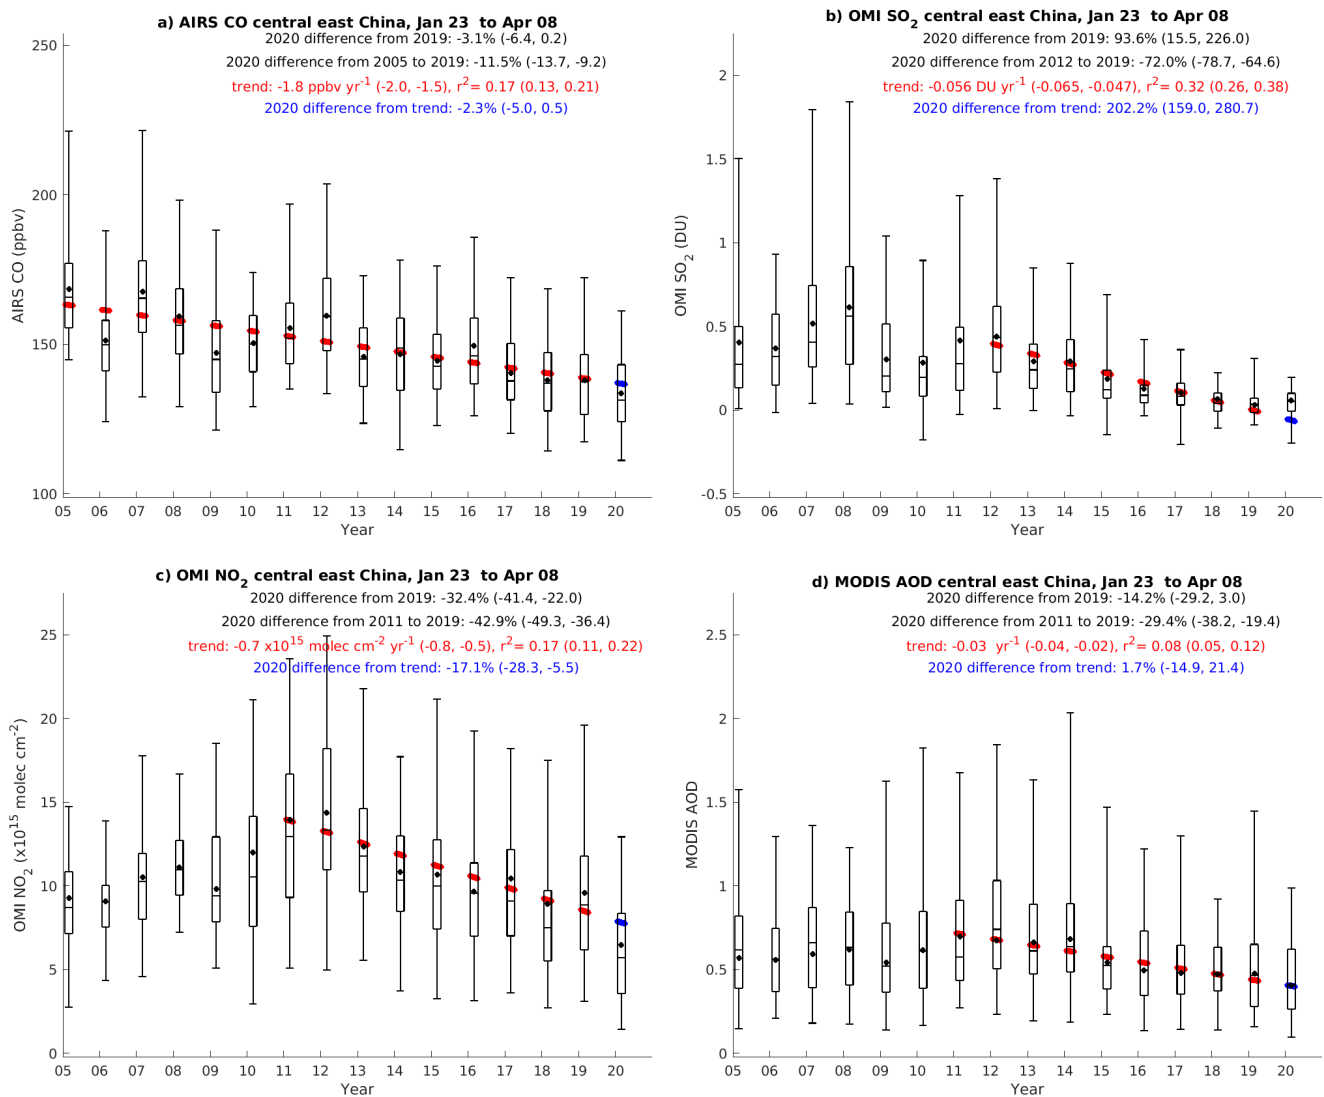 a) AIRS CO central east China, Jan 23 to Apr 08
2020 difference from 2019: -3.1% (-6.4, 0.2)
2020 difference from 2005 to 2019: -11.5% (-13.7, -9.2)
trend: -1.8 ppbv yr-1 (-2.0, -1.5), r2= 0.17 (0.13, 0.21)
2020 difference from trend: -2.3% (-5.0, 0.5)
250
200
150
100
AIRS CO (ppbv)
05 06 07 08 09 10 11 12 13 14 15 16 17 18 19 20
Year
b) OMI SO2 central east China, Jan 23 to Apr 08
2020 difference from 2019: 93.6% (15.5, 226.0)
2020 difference from 2012 to 2019: -72.0% (-78.7, -64.6)
trend: -0.056 DU yr-1 (-0.065, -0.047), r2= 0.32 (0.26, 0.38)
2020 difference from trend: 202.2% (159.0, 280.7)
2
1.5
1
0.5
0
-0.5
OMI SO2 (DU)
05 06 07 08 09 10 11 12 13 14 15 16 17 18 19 20
Year
c) OMI NO2 central east China, Jan 23 to Apr 08
2020 difference from 2019: -32.4% (-41.4, -22.0)
2020 difference from 2011 to 2019: -42.9% (-49.3, -36.4)
trend: -0.7 x1015 molec cm-2 yr-1 (-0.8, -0.5), r2= 0.17 (0.11, 0.22)
2020 difference from trend: -17.1% (-28.3, -5.5)
25
20
15
10
5
0
OMI NO2 (x1015 molec cm-2)
05 06 07 08 09 10 11 12 13 14 15 16 17 18 19 20
Year
d) MODIS AOD central east China, Jan 23 to Apr 08
2020 difference from 2019: -14.2% (-29.2, 3.0)
2020 difference from 2011 to 2019: -29.4% (-38.2, -19.4)
trend: -0.03 yr-1 (-0.04, -0.02), r2= 0.08 (0.05, 0.12)
2020 difference from trend: 1.7% (-14.9, 21.4)
2.5
2
1.5
1
0.5
0
MODIS AOD
05 06 07 08 09 10 11 12 13 14 15 16 17 18 19 20
Year